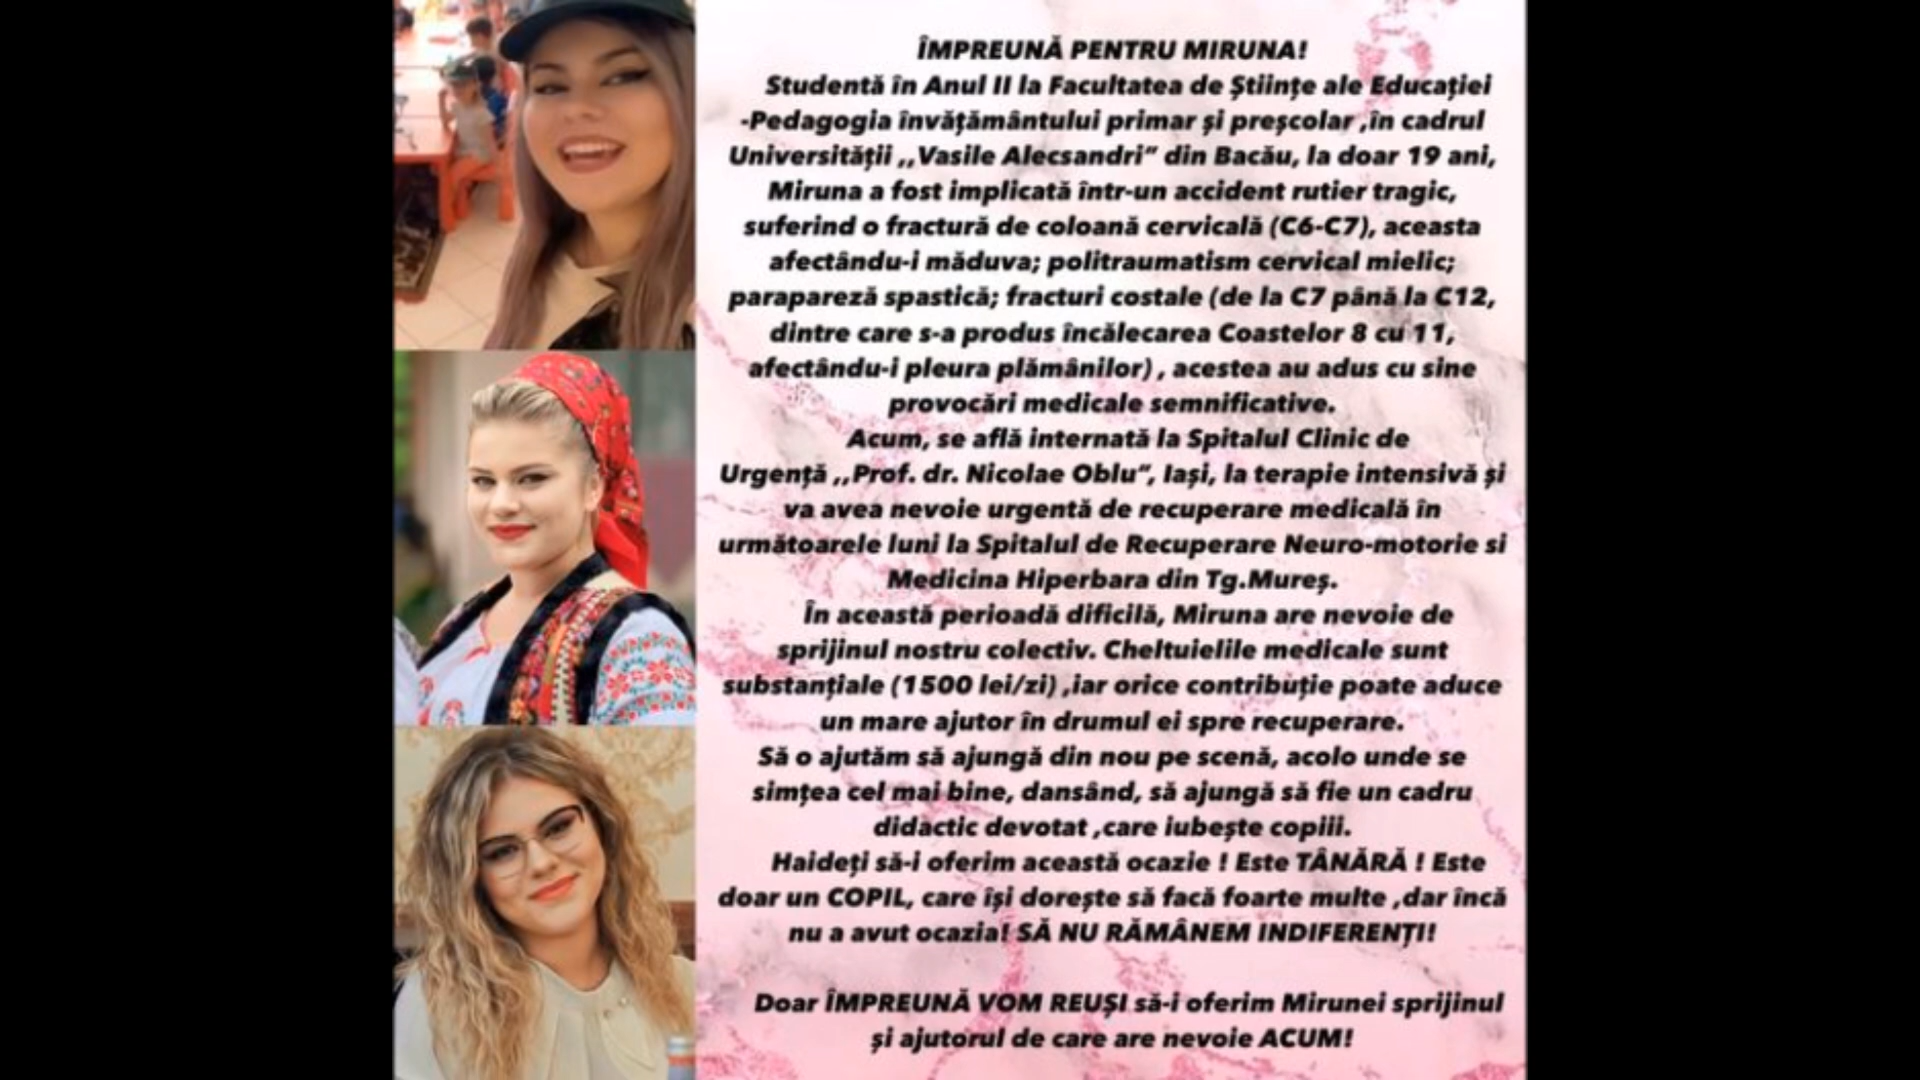 ÎMPREUNĂ PENTRU MIRUNA!
Studentă în Anul II la Facultatea de Științe ale Educației
-Pedagogia învățământului primar și preșcolar ,în cadrul
Universității ,,Vasile Alecsandri” din Bacău, la doar 19 ani,
Miruna a fost implicată într-un accident rutier tragic,
suferind o fractură de coloană cervicală (C6-C7), aceasta
afectându-i măduva; politraumatism cervical mielic;
parapareză spastică; fracturi costale (de la C7 până la C12,
dintre care s-a produs încălecarea Coastelor 8 cu 11,
afectându-i pleura plămânilor) , acestea au adus cu sine
provocări medicale semnificative.
Acum, se află internată la Spitalul Clinic de
Urgență ,,Prof. dr. Nicolae Oblu”, Iași, la terapie intensivă și
va avea nevoie urgentă de recuperare medicală în
următoarele luni la Spitalul de Recuperare Neuro-motorie si
Medicina Hiperbara din Tg.Mureș.
În această perioadă dificilă, Miruna are nevoie de
sprijinul nostru colectiv. Cheltuielile medicale sunt
substanțiale (1500 lei/zi) ,iar orice contribuție poate aduce
un mare ajutor în drumul ei spre recuperare.
Să o ajutăm să ajungă din nou pe scenă, acolo unde se
simțea cel mai bine, dansând, să ajungă să fie un cadru
didactic devotat ,care iubește copiii.
Haideți să-i oferim această ocazie ! Este TÂNĂRĂ ! Este
doar un COPIL, care își dorește să facă foarte multe ,dar încă
nu a avut ocazia! SĂ NU RĂMÂNEM INDIFERENȚI!
Doar ÎMPREUNĂ VOM REUȘI să-i oferim Mirunei sprijinul
și ajutorul de care are nevoie ACUM!